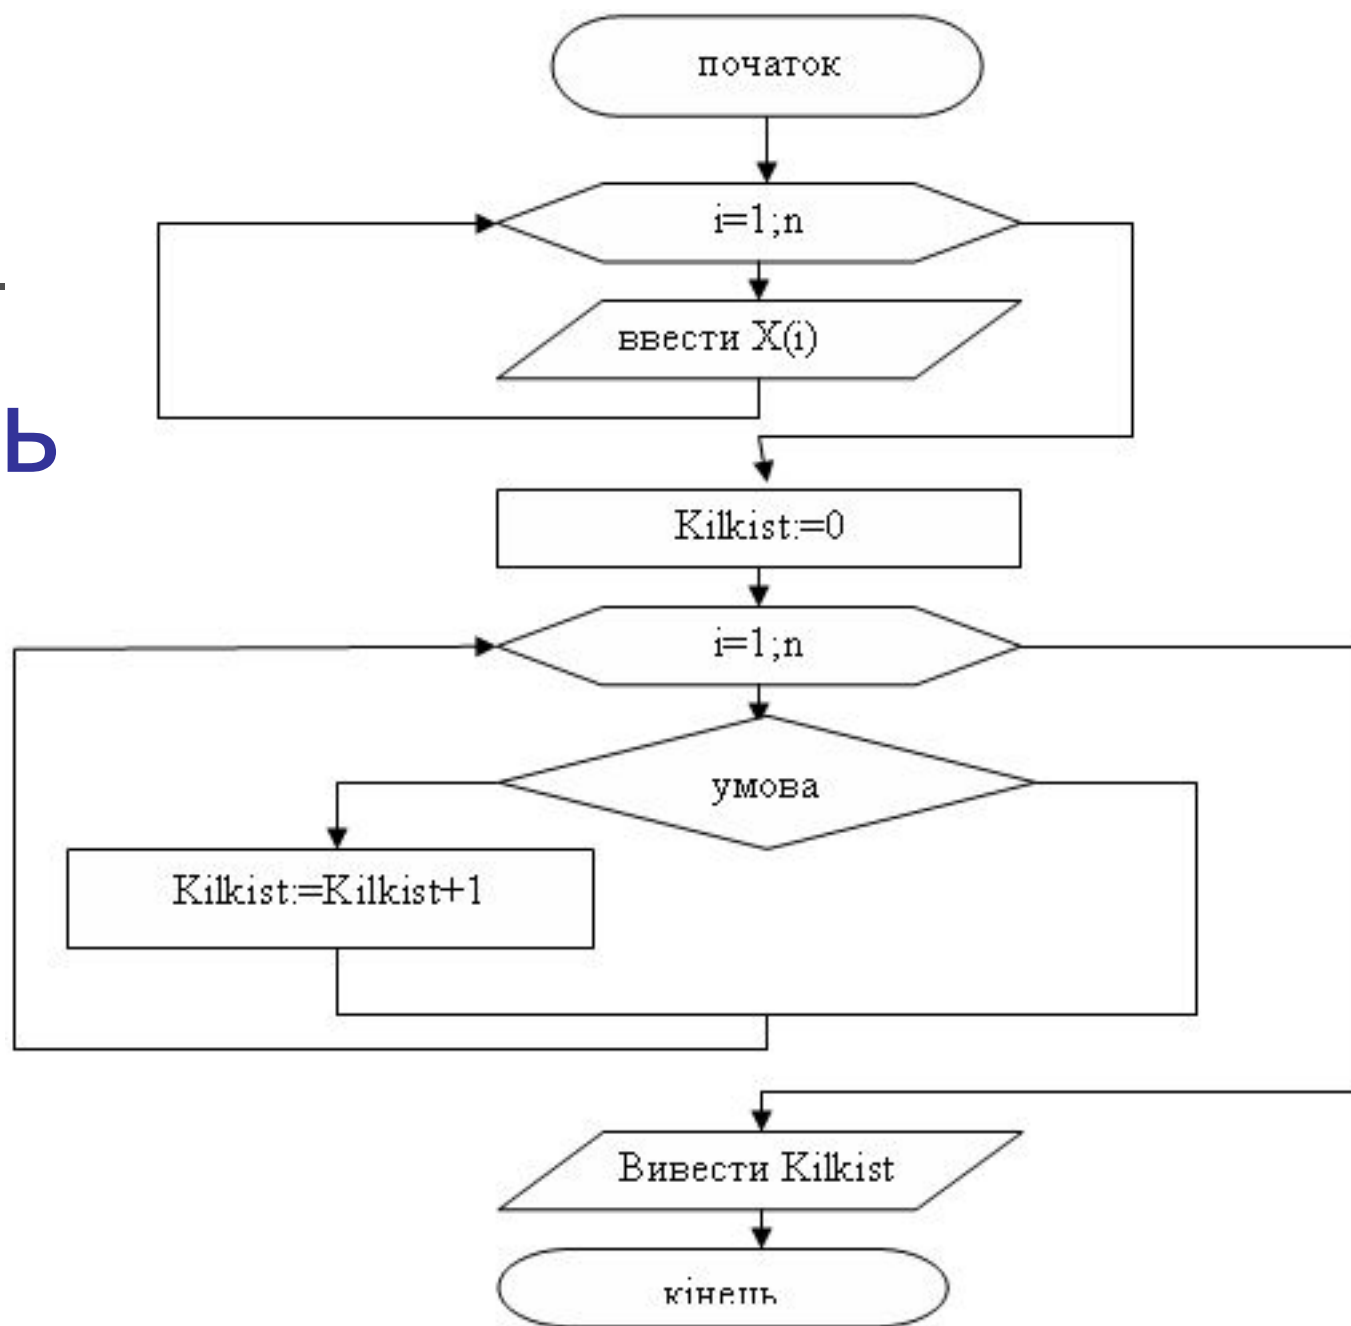 початок
i=1;n
ввести X(i)
ь
Kilkist:=0
i=1;n
умова
Kilkist:=Kilkist+1
Вивести Kilkist
кінець